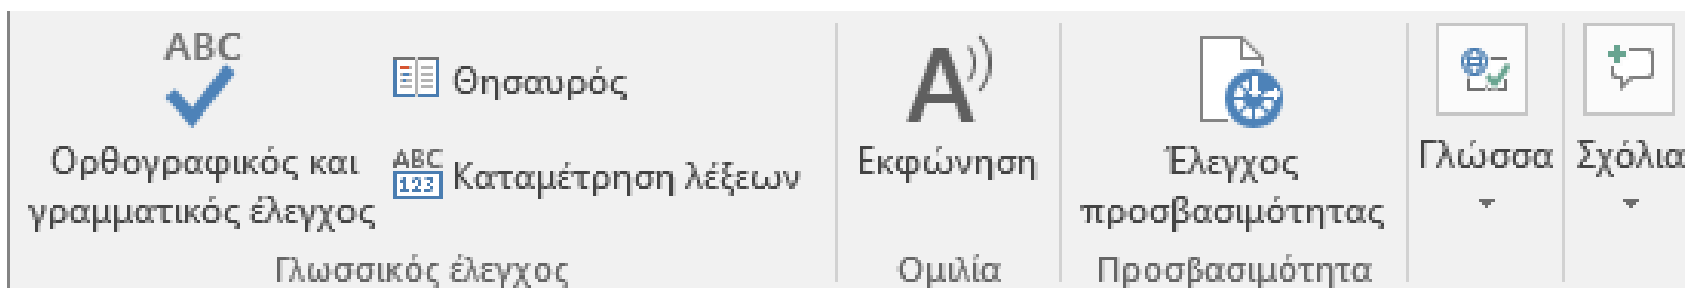 ABC
Ορθογραφικός και
γραμματικός έλεγχος
Θησαυρός
ABC
123
Καταμέτρηση λέξεων
Γλωσσικός έλεγχος
A
Εκφώνηση
Ομιλία
Έλεγχος
προσβασιμότητας
Προσβασιμότητα
Γλώσσα
Σχόλια